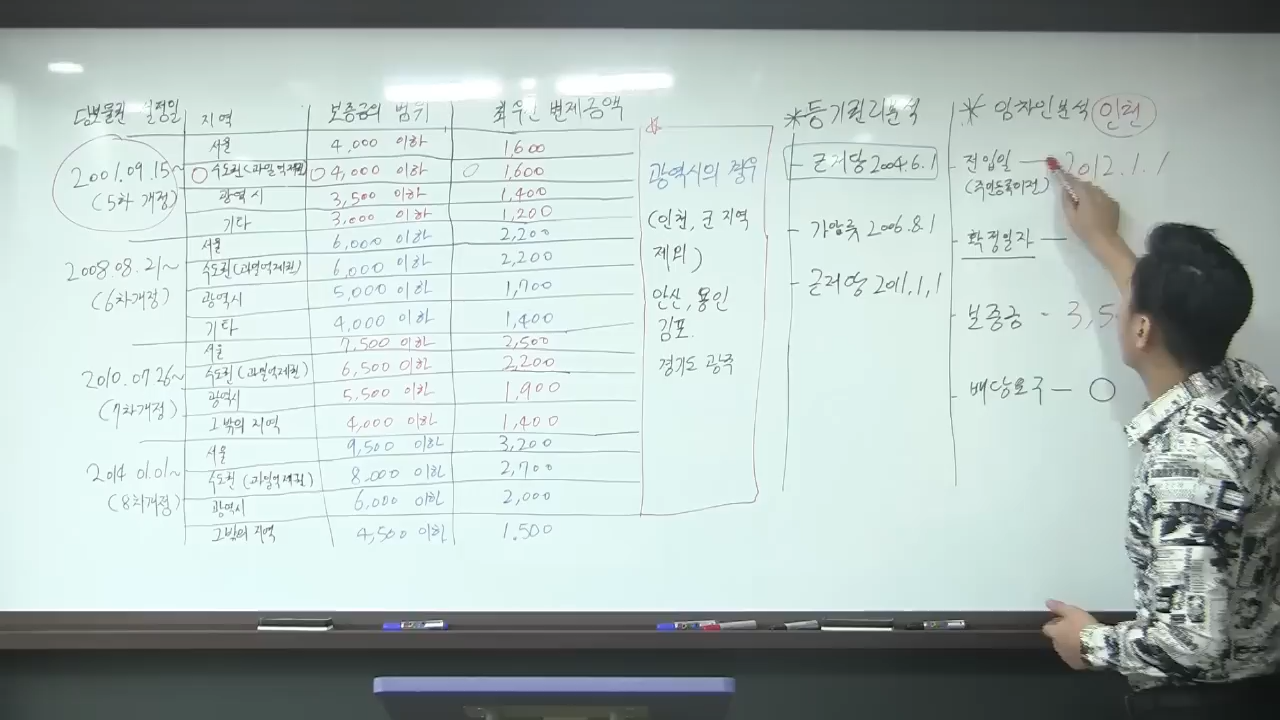 담보물권 설정일 지역 보증금의 범위 최우선 변제금액
서울 4,000 이하 1,600
2001.09.15~ 수도권(과밀억제권) 4,000 이하 1,600
(5차 개정) 광역시 3,500 이하 1,400
기타 3,000 이하 1,200
서울 6,000 이하 2,200
2008.08.21~ 수도권(과밀억제권) 6,000 이하 2,200
(6차개정) 광역시 5,000 이하 1,700
기타 4,000 이하 1,400
서울 7,500 이하 2,500
2010.07.26~ 수도권(과밀억제권) 6,500 이하 2,200
(7차개정) 광역시 5,500 이하 1,900
그밖의 지역 4,000 이하 1,400
서울 9,500 이하 3,200
2014.01.01~ 수도권(과밀억제권) 8.000 이하 2,700
(8차개정) 광역시 6,000 이하 2,000
그밖의 지역 4,500 이하 1.500
광역시의 경우
(인천, 군 지역
제외)
안산, 용인
김포.
경기도 광주
*등기권리분석
- 근저당 2004.6.1
- 가압류 2006.8.1
- 근저당 2011.1.1
* 임차인분석 인천
- 전입일 — 2012.1.1
(주민등록이전)
- 확정일자 —
- 보증금 - 3,5
- 배당요구 — ○